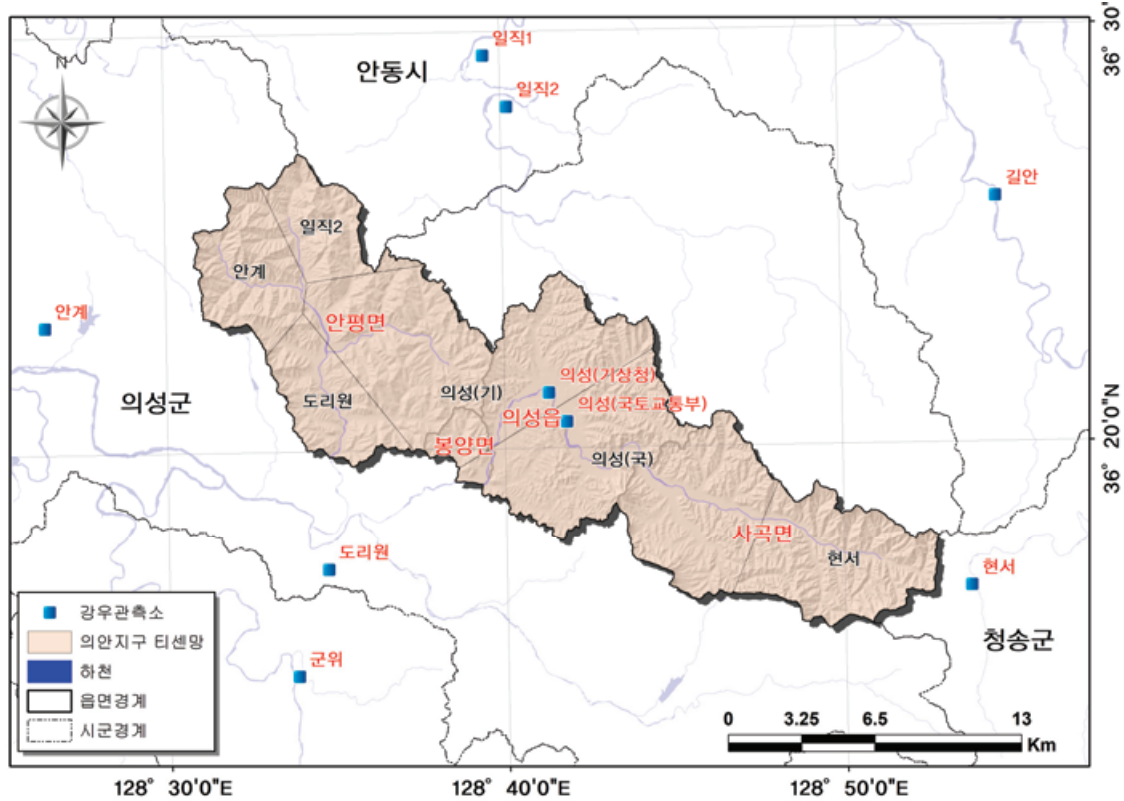 일직1
안동시
일직2
N
길안
일직2
안계
안계
안평면
의성(기상청)
의성(기)
도리원
의성군
의성읍
의성(국토교통부)
봉양면
의성(국)
사곡면
현서
도리원
현서
군위
청송군
강우관측소
의안지구 티센망
하천
읍면경계
시군경계
0 3.25 6.5 13
Km
128° 30'0"E
128° 40'0"E
128° 50'0"E
36° 30'
36° 20'0"N